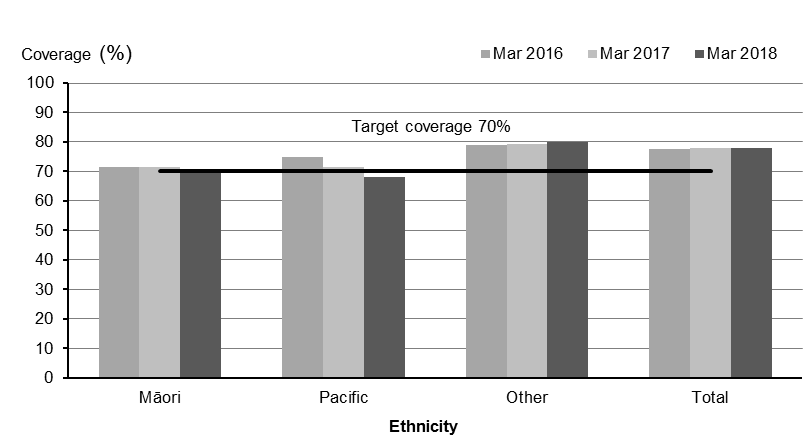 Coverage (%)
Mar 2016 Mar 2017 Mar 2018
100
90
Target coverage 70%
80
70
60
50
40
30
20
10
0
Māori Pacific Other Total
Ethnicity